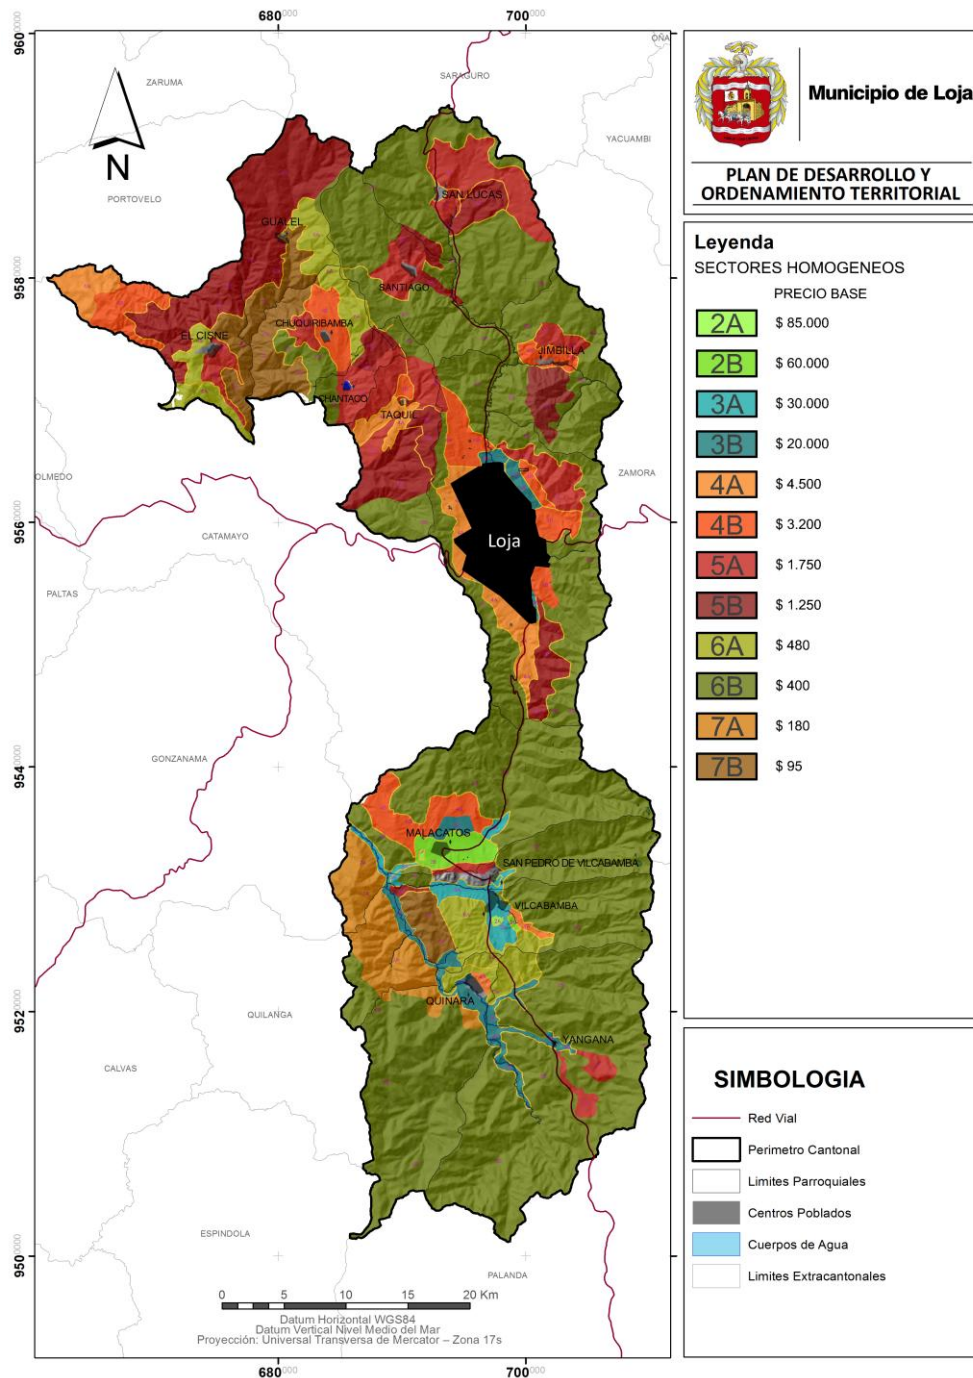 680000
700000
9600000
OÑA
ZARUMA
SARAGURO
YACUAMBI
N
PORTOVELO
SAN LUCAS
GUALEL
9580000
SANTIAGO
CHUQUIRIBAMBA
EL CISNE
JIMBILLA
CHANTACO
TAQUIL
OLMEDO
ZAMORA
9560000
CATAMAYO
Loja
PALTAS
GONZANAMA
9540000
MALACATOS
SAN PEDRO DE VILCABAMBA
VILCABAMBA
QUINARA
9520000
QUILANGA
YANGANA
CALVAS
ESPINDOLA
9500000
PALANDA
0 5 10 15 20 Km
Datum Horizontal WGS84
Datum Vertical Nivel Medio del Mar
Proyección: Universal Transversa de Mercator – Zona 17s
680000
700000
Municipio de Loja
PLAN DE DESARROLLO Y
ORDENAMIENTO TERRITORIAL
Leyenda
SECTORES HOMOGENEOS
PRECIO BASE
2A $ 85.000
2B $ 60.000
3A $ 30.000
3B $ 20.000
4A $ 4.500
4B $ 3.200
5A $ 1.750
5B $ 1.250
6A $ 480
6B $ 400
7A $ 180
7B $ 95
SIMBOLOGIA
Red Vial
Perimetro Cantonal
Limites Parroquiales
Centros Poblados
Cuerpos de Agua
Limites Extracantonales